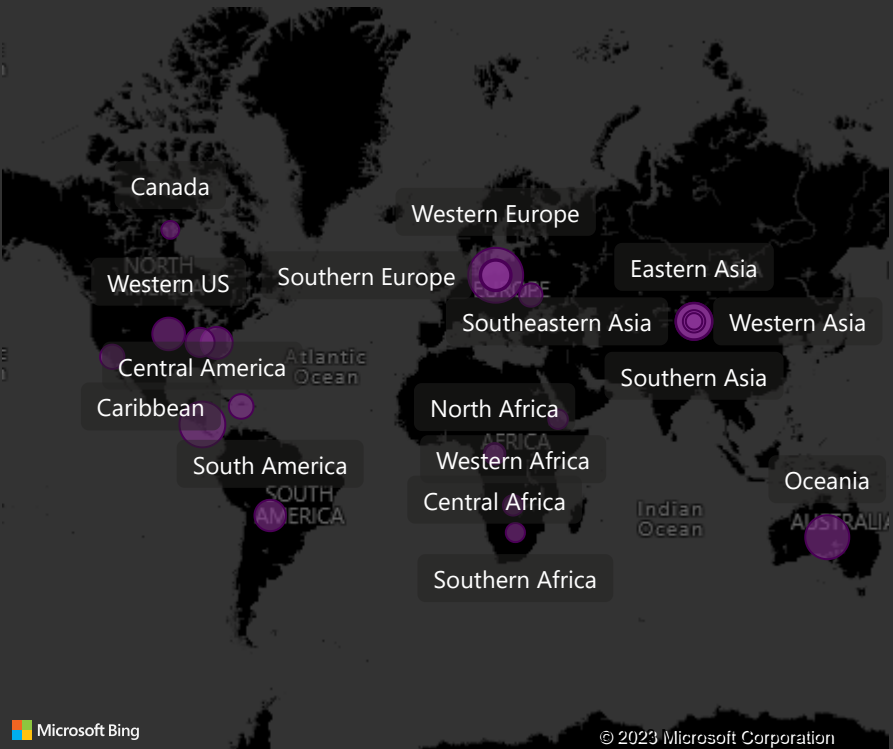 Canada
Western Europe
NORTH
Western US
Southern Europe
EUROPE
Eastern Asia
Southeastern Asia
Western Asia
Atlantic
Ocean
Central America
Southern Asia
Caribbean
North Africa
AFRICA
Western Africa
South America
Oceania
SOUTH
AMERICA
Central Africa
Indian
Ocean
AUSTRALIA
Southern Africa
Microsoft Bing
© 2023 Microsoft Corporation